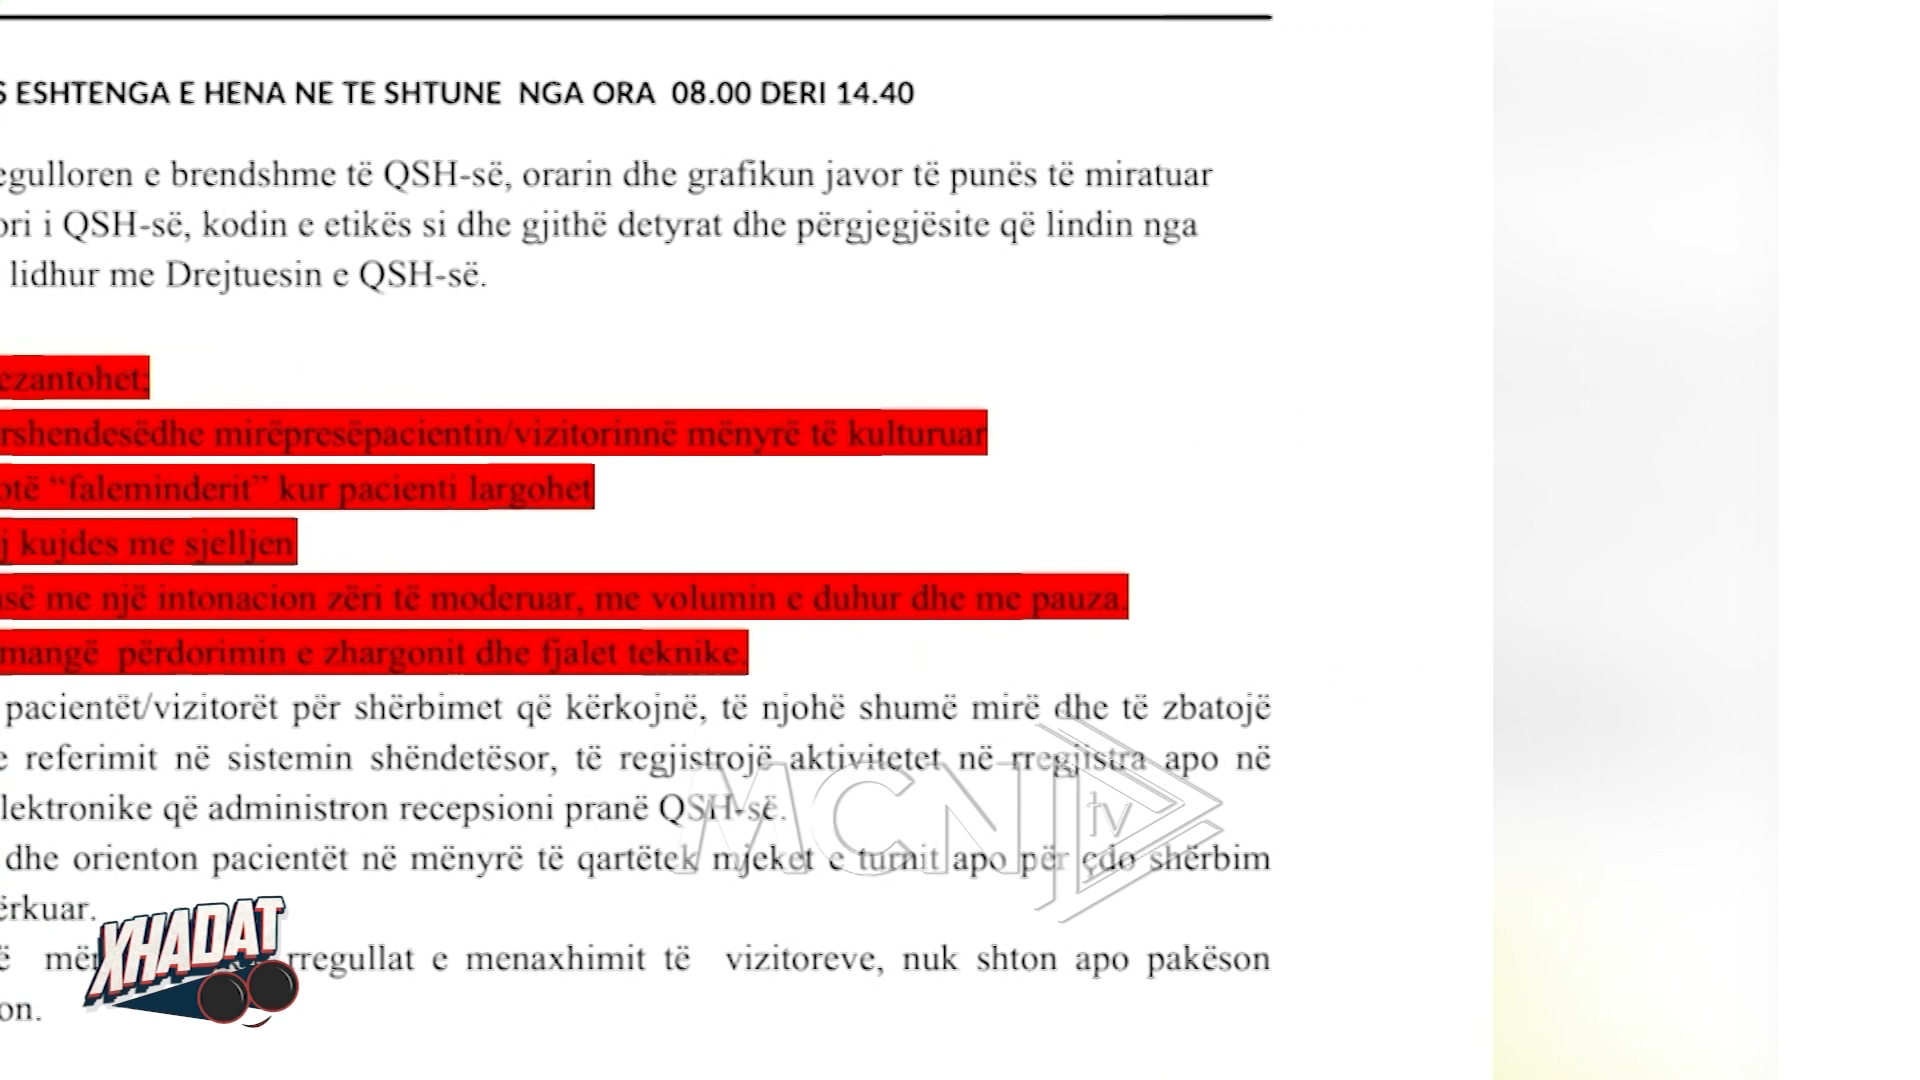 ESHTENGA E HENA NE TE SHTUNE NGA ORA 08.00 DERI 14.40
egulloren e brendshme të QSH-së, orarin dhe grafikun javor të punës të miratuar
ori i QSH-së, kodin e etikës si dhe gjithë detyrat dhe përgjegjësite që lindin nga
lidhur me Drejtuesin e QSH-së.
ezantohet;
rshendesëdhe mirëpresëpacientin/vizitorinnë mënyrë të kulturuar
otë “faleminderit” kur pacienti largohet
j kujdes me sjelljen
asë me një intonacion zëri të moderuar, me volumin e duhur dhe me pauza.
mangë përdorimin e zhargonit dhe fjalet teknike.
pacientët/vizitorët për shërbimet që kërkojnë, të njohë shumë mirë dhe të zbatojë
e referimit në sistemin shëndetësor, të regjistrojë aktivitetet në rregjistra apo në
lektronike që administron recepsioni pranë QSH-së.
MCN tv
dhe orienton pacientët në mënyrë të qartëtek mjeket e turnit apo për çdo shërbim
ërkuar.
XHADAT
ë rregullat e menaxhimit të vizitoreve, nuk shton apo pakëson
on.